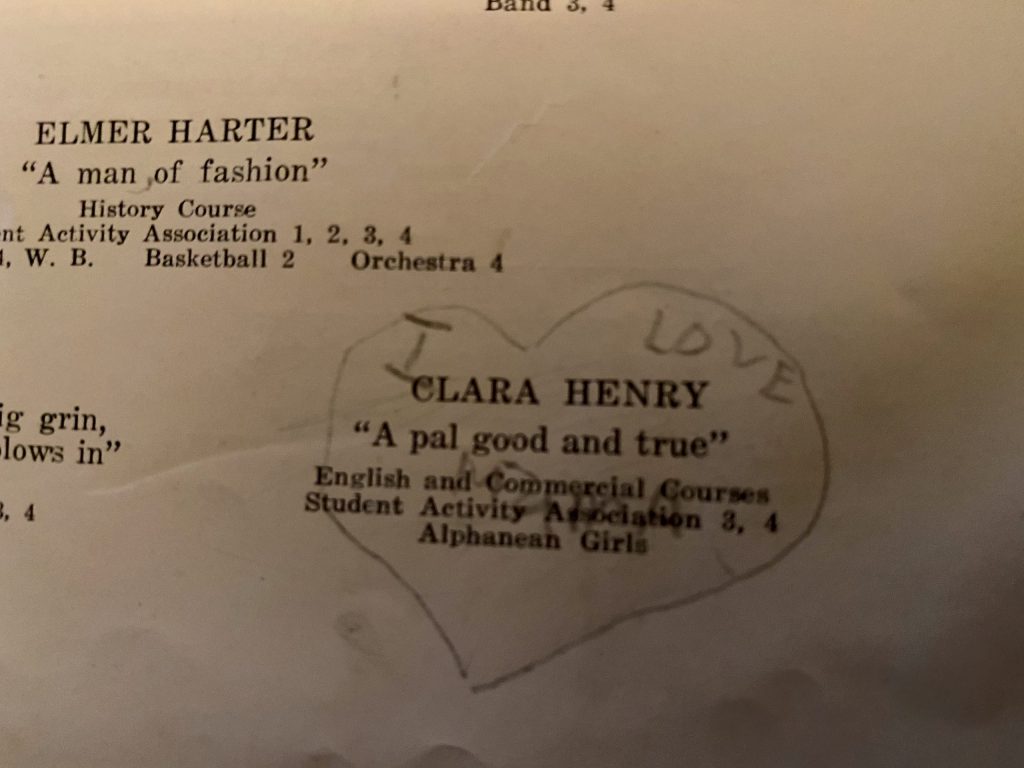 Band 3, 4
ELMER HARTER
“A man of fashion”
History Course
nt Activity Association 1, 2, 3, 4
, W. B. Basketball 2 Orchestra 4
I LOVE
CLARA HENRY
“A pal good and true”
English and Commercial Courses
Student Activity Association 3, 4
Alphanean Girls
ig grin,
lows in”
3, 4